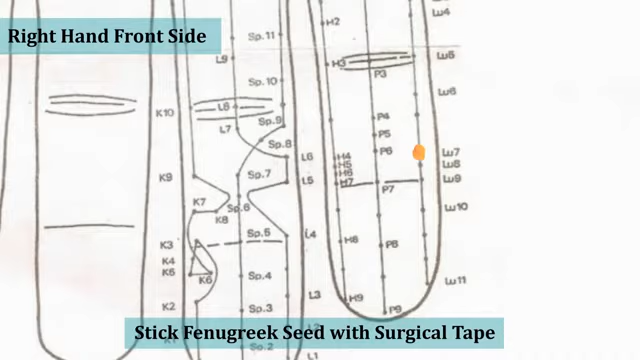 Right Hand Front Side
H2
Lu4
Sp.11
L9
H3
P3
Lu5
Sp.10
Lu6
K10
L8
L7
Sp.9
P4
P5
Sp.8
L6
H4
P6
Lu7
H5
Lu8
H6
K9
Sp.7
L5
H7
P7
Lu9
K7
Sp.6
K8
Lu10
K3
Sp.5
L4
H8
P8
K4
K5
K6
Sp.4
Lu11
K2
Sp.3
L3
H9
P9
Stick Fenugreek Seed with Surgical Tape
K1
Sp.2
L2
L1